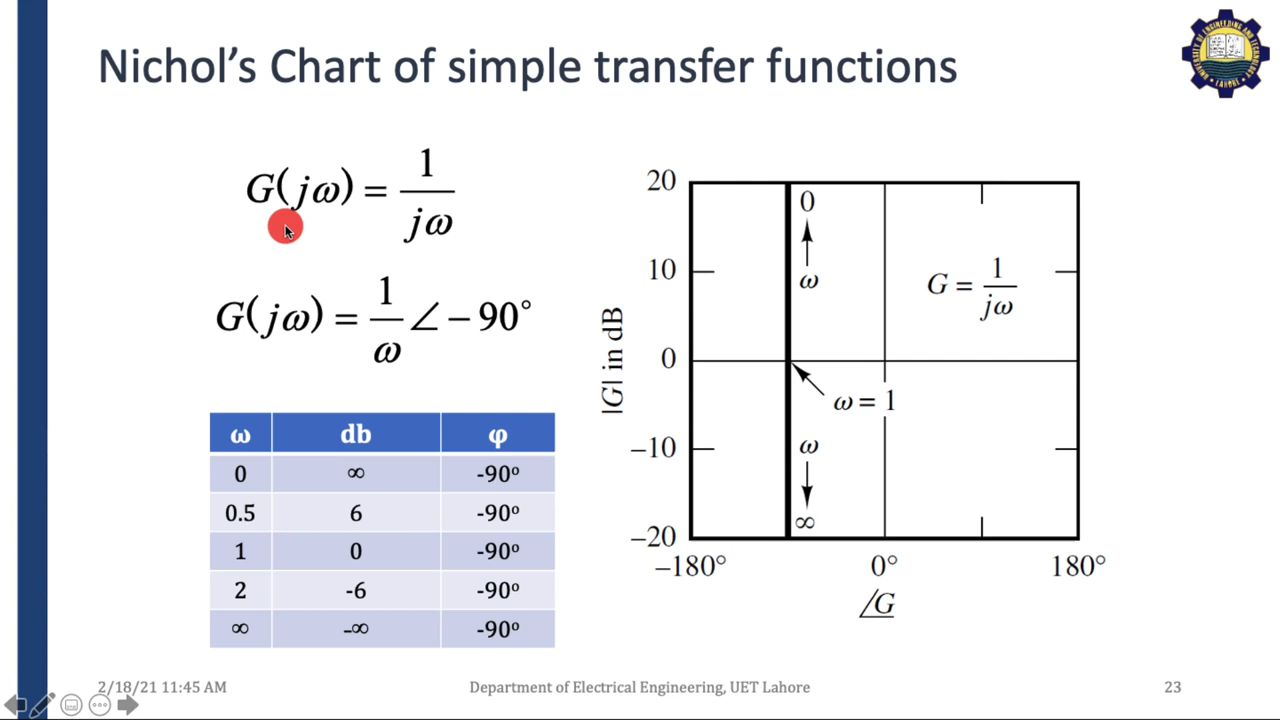 Nichol's Chart of simple transfer functions
G(jω) = 1/jω
G(jω) = 1/ω ∠ − 90°
ω db φ
0 ∞ -90º
0.5 6 -90º
1 0 -90º
2 -6 -90º
∞ -∞ -90º
|G| in dB
20
10
0
−10
−20
−180° 0° 180°
∠G
0
ω
G = 1/jω
ω = 1
ω
∞
2/18/21 11:45 AM
Department of Electrical Engineering, UET Lahore
23